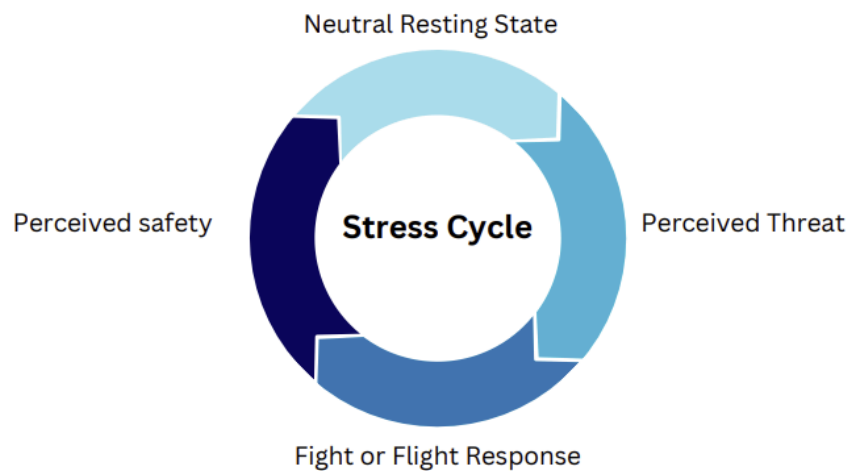 Neutral Resting State
Perceived safety
Stress Cycle
Perceived Threat
Fight or Flight Response